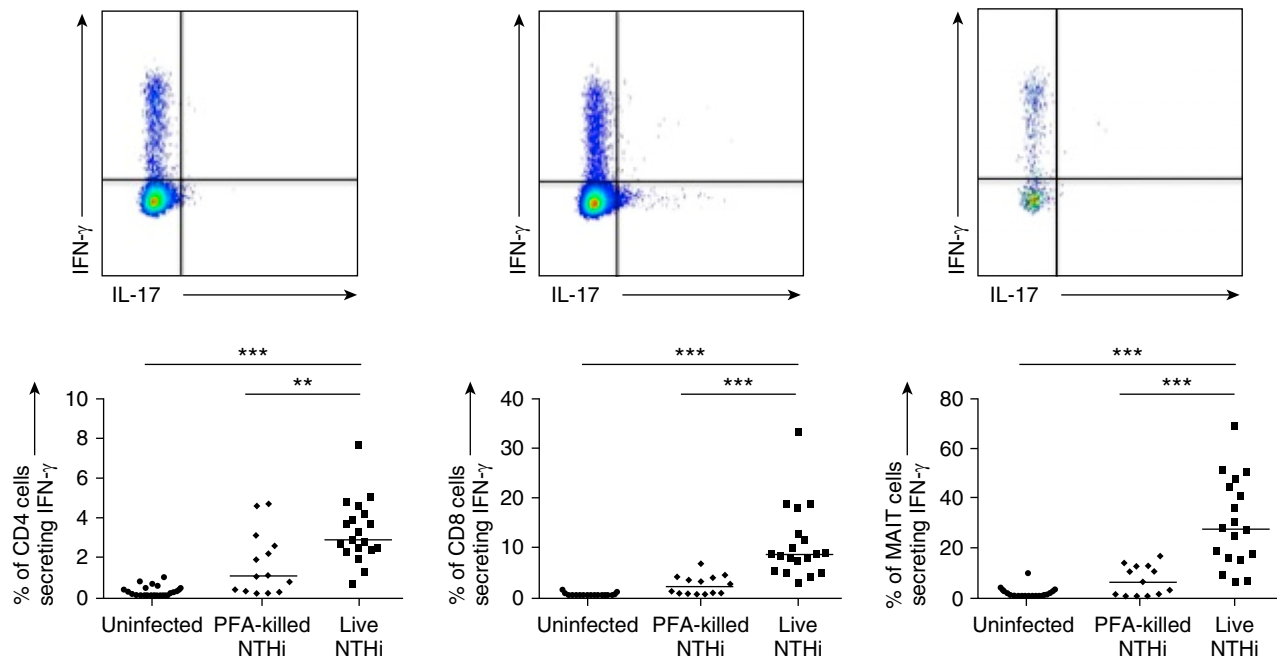 IFN-γ
IL-17
IFN-γ
IL-17
IFN-γ
IL-17
***
**
% of CD4 cells
secreting IFN-γ
10
8
6
4
2
0
Uninfected
PFA-killed
NTHi
Live
NTHi
***
***
% of CD8 cells
secreting IFN-γ
40
30
20
10
0
Uninfected
PFA-killed
NTHi
Live
NTHi
***
***
% of MAIT cells
secreting IFN-γ
80
60
40
20
0
Uninfected
PFA-killed
NTHi
Live
NTHi